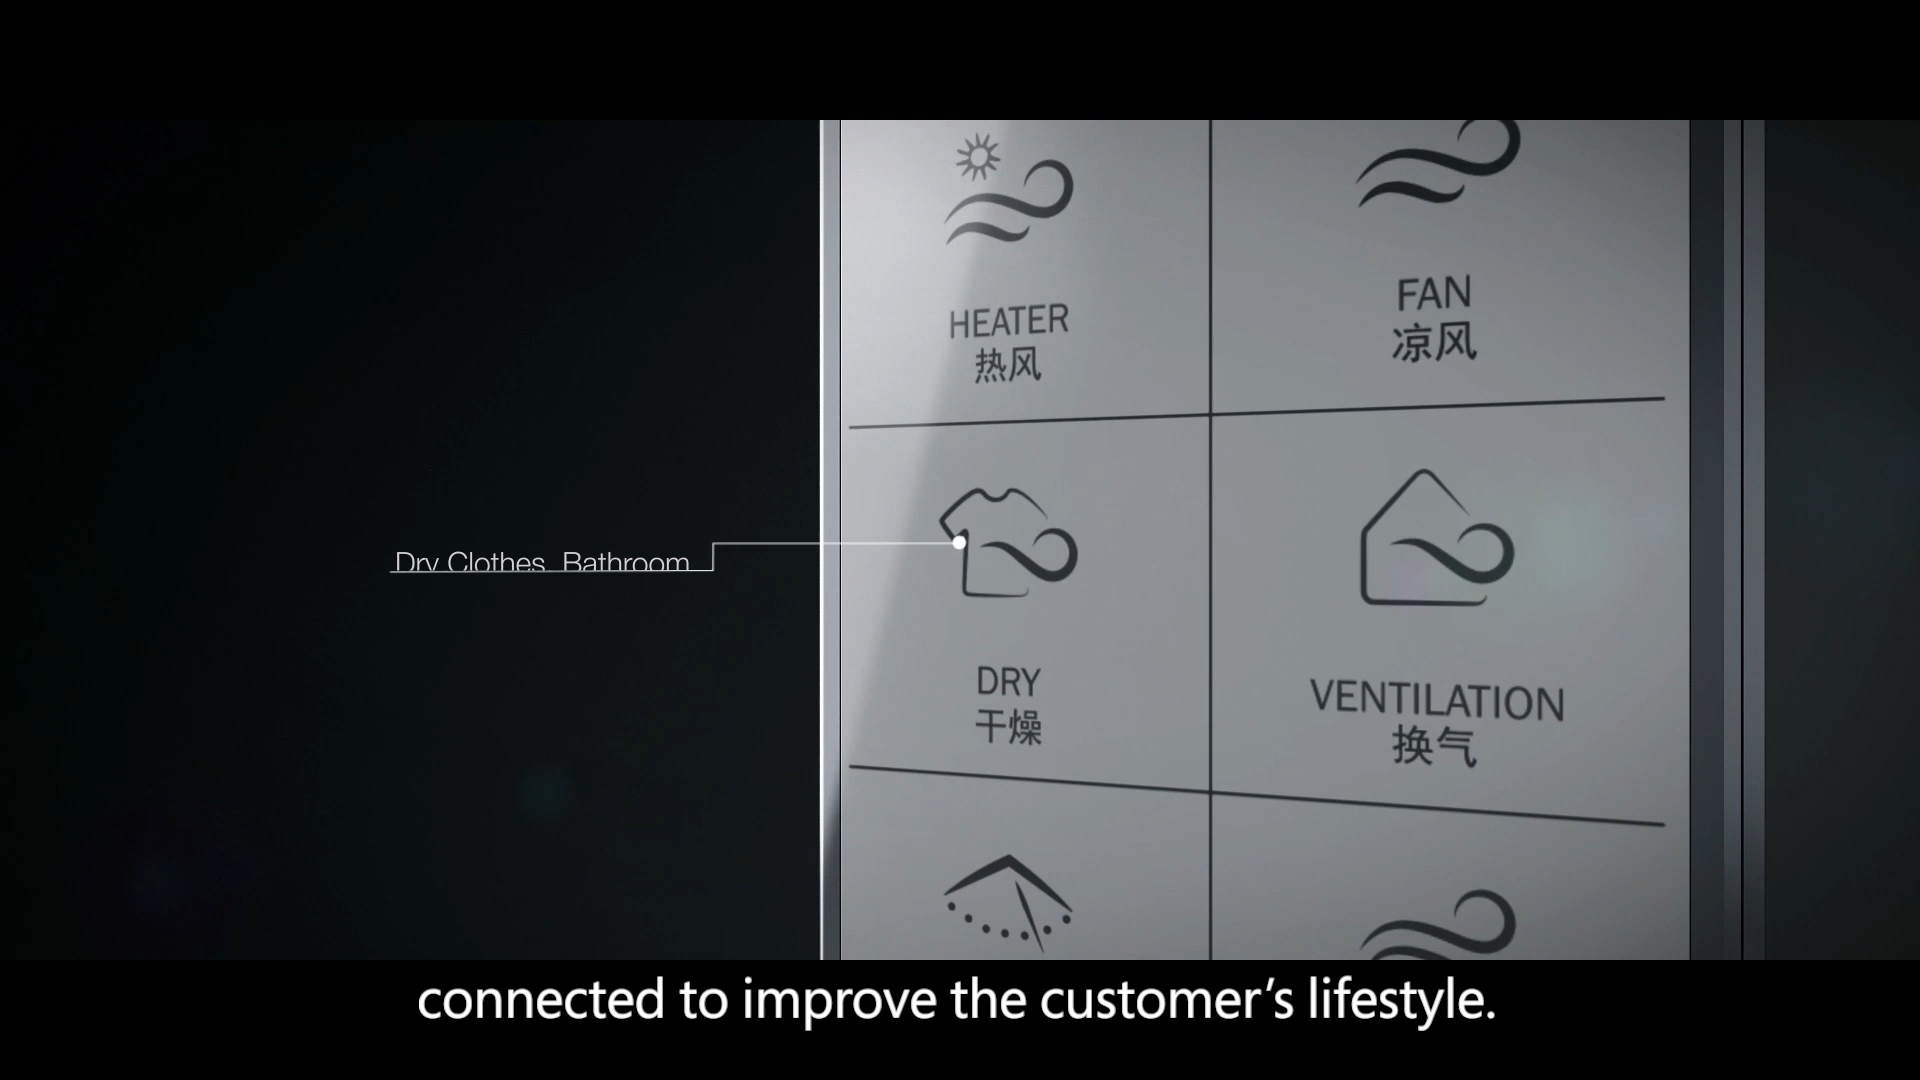 HEATER
热风
FAN
凉风
Dry Clothes, Bathroom
DRY
干燥
VENTILATION
换气
connected to improve the customer's lifestyle.